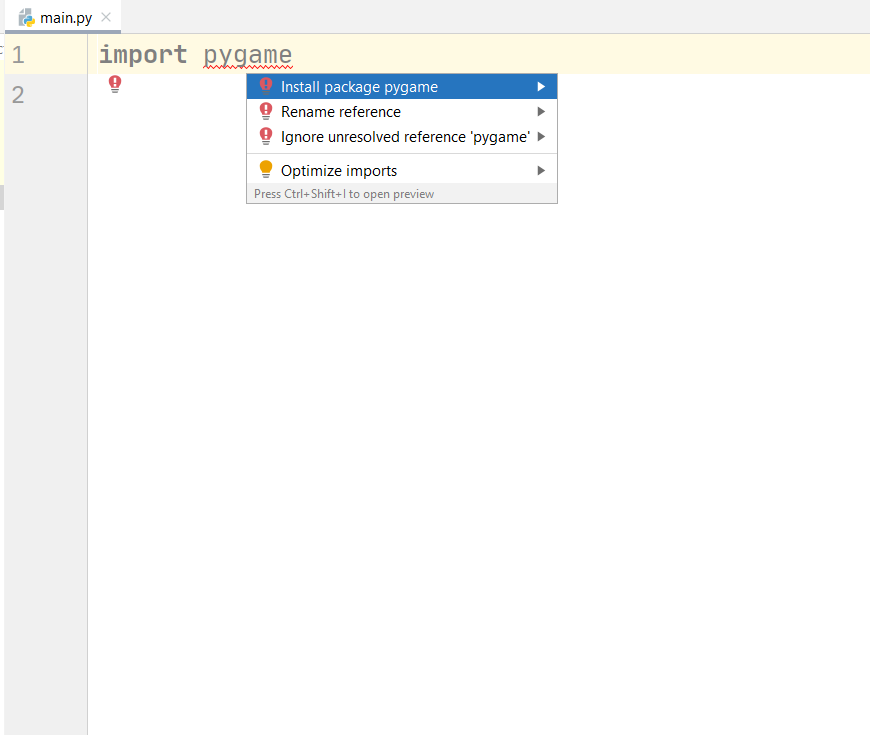 main.py
1 import pygame
2
Install package pygame
Rename reference
Ignore unresolved reference 'pygame'
Optimize imports
Press Ctrl+Shift+I to open preview